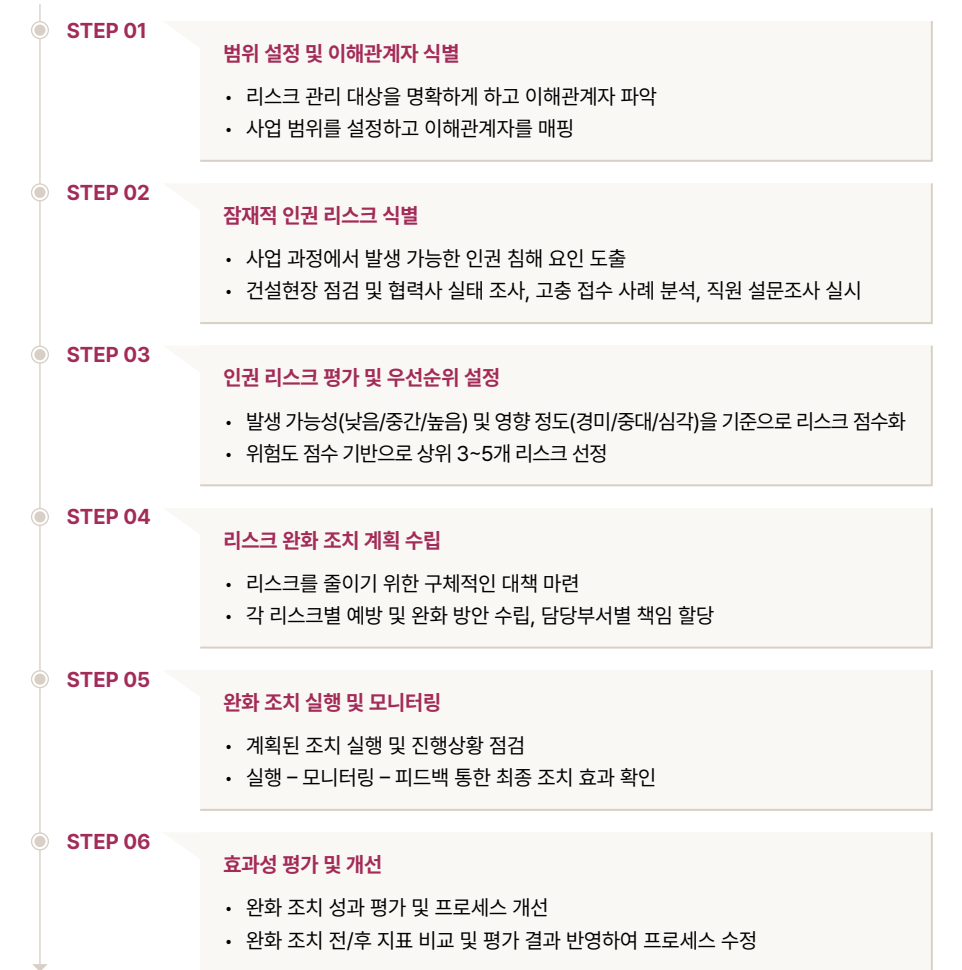 STEP 01
범위 설정 및 이해관계자 식별
• 리스크 관리 대상을 명확하게 하고 이해관계자 파악
• 사업 범위를 설정하고 이해관계자를 매핑
STEP 02
잠재적 인권 리스크 식별
• 사업 과정에서 발생 가능한 인권 침해 요인 도출
• 건설현장 점검 및 협력사 실태 조사, 고충 접수 사례 분석, 직원 설문조사 실시
STEP 03
인권 리스크 평가 및 우선순위 설정
• 발생 가능성(낮음/중간/높음) 및 영향 정도(경미/중대/심각)을 기준으로 리스크 점수화
• 위험도 점수 기반으로 상위 3~5개 리스크 선정
STEP 04
리스크 완화 조치 계획 수립
• 리스크를 줄이기 위한 구체적인 대책 마련
• 각 리스크별 예방 및 완화 방안 수립, 담당부서별 책임 할당
STEP 05
완화 조치 실행 및 모니터링
• 계획된 조치 실행 및 진행상황 점검
• 실행 – 모니터링 – 피드백 통한 최종 조치 효과 확인
STEP 06
효과성 평가 및 개선
• 완화 조치 성과 평가 및 프로세스 개선
• 완화 조치 전/후 지표 비교 및 평가 결과 반영하여 프로세스 수정